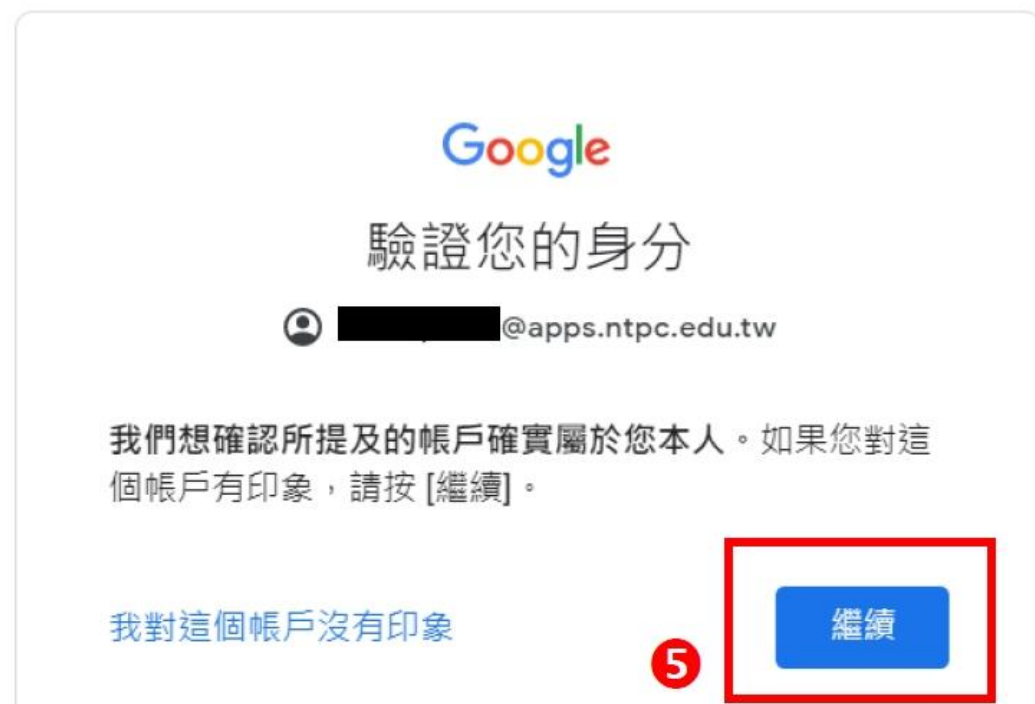 Google
驗證您的身分
@apps.ntpc.edu.tw
我們想確認所提及的帳戶確實屬於您本人。如果您對這
個帳戶有印象,請按 [繼續]。
我對這個帳戶沒有印象
繼續
5